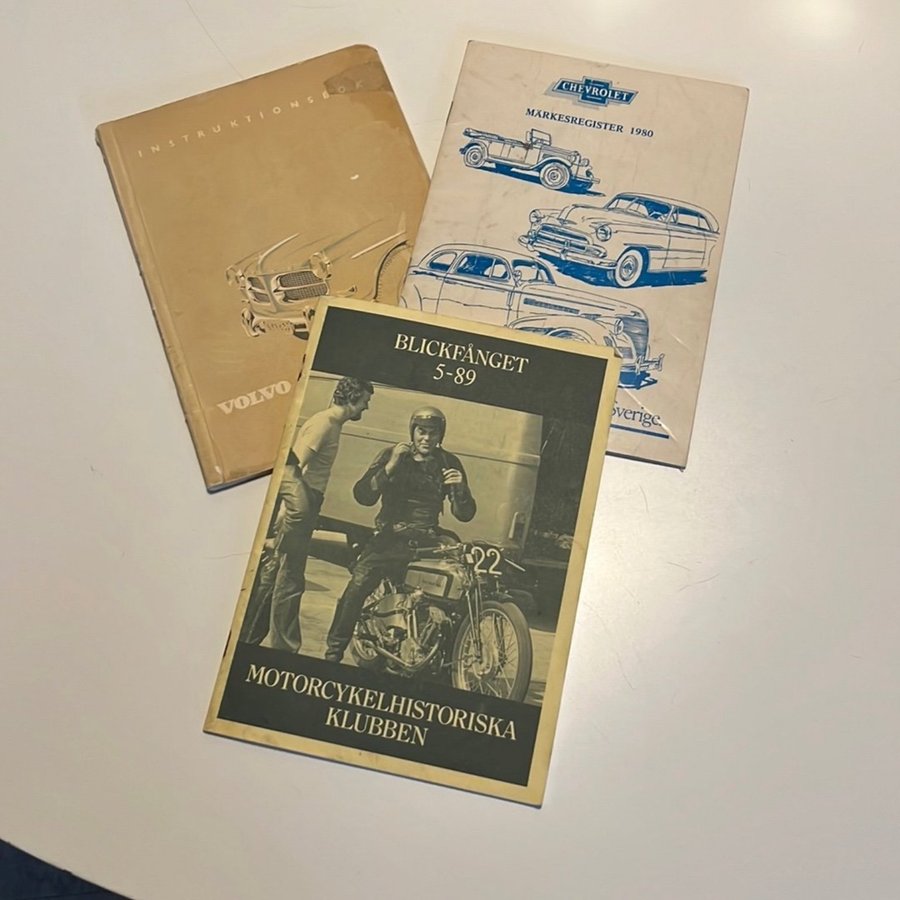 INSTRUKTIONSBOK
VOLVO
CHEVROLET
MÄRKESREGISTER 1980
Sverige
BLICKFÅNGET
5-89
22
MOTORCYKELHISTORISKA
KLUBBEN